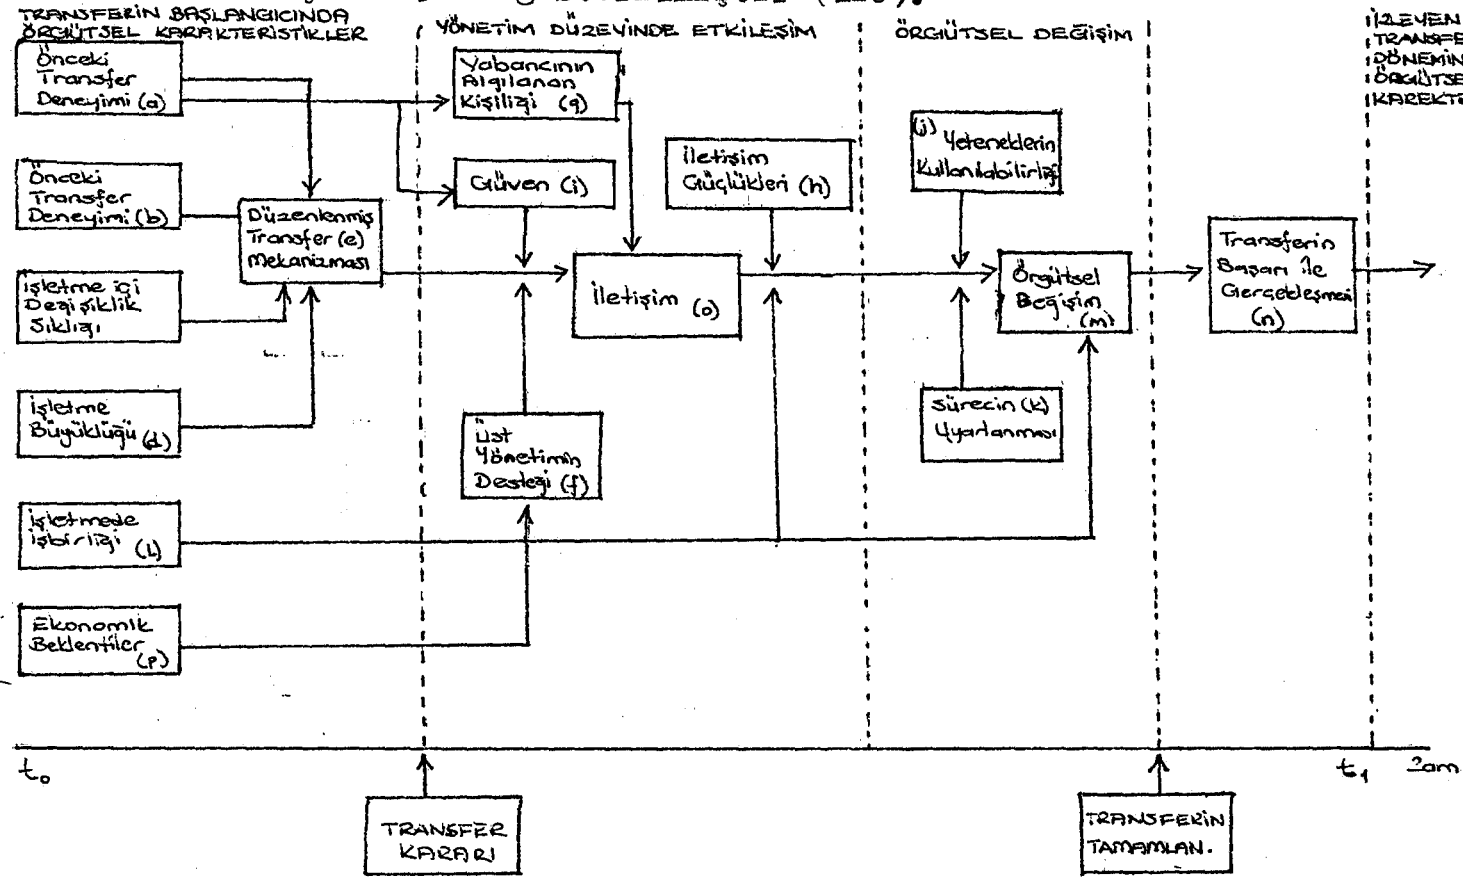 TRANSFERİN BAŞLANGICINDA
ÖRGÜTSEL KARAKTERİSTİKLER
YÖNETİM DÜZEVİNDE ETKİLEŞİM
ÖRGÜTSEL DEĞİŞİM
İZLEYEN
TRANSFE
DÖNEMİN
ÖRGÜTSE
KAREKTE
Önceki
Transfer
Deneyimi (a)
Yabancının
Algılanan
Kişiliği (q)
Güven (i)
İletişim
Güçlükleri (h)
(j) Yeteneklerin
Kullanılabilirliği
Önceki
Transfer
Deneyimi (b)
Düzenlenmiş
Transfer (e)
Mekanizması
İşletme içi
Değişiklik
Sıklığı
İletişim (o)
Örgütsel
Değişim
(m)
Transferin
Başarı ile
Gerçekleşmesi
(n)
İşletme
Büyüklüğü (d)
Üst
Yönetimin
Desteği (f)
Sürecin (k)
Uyarlanması
İşletmede
İşbirliği (L)
Ekonomik
Beklentiler
(p)
t₀
t₁
Zam
TRANSFER
KARARI
TRANSFERİN
TAMAMLAN.